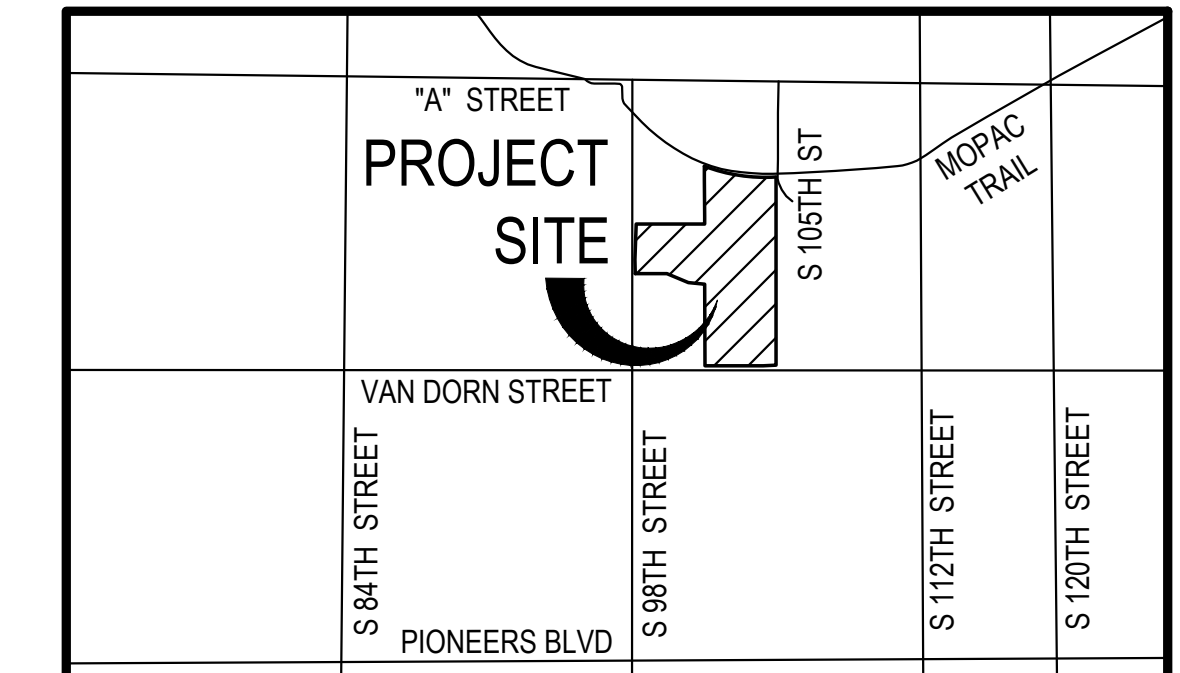 "A" STREET
PROJECT
SITE
S 105TH ST
MOPAC
TRAIL
VAN DORN STREET
S 84TH STREET
S 98TH STREET
S 112TH STREET
S 120TH STREET
PIONEERS BLVD